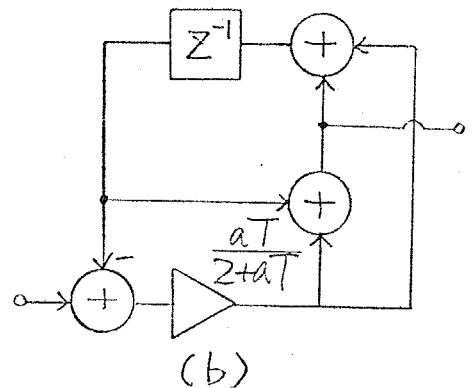 Z⁻¹
+
+
aT
2+aT
-
+
(b)